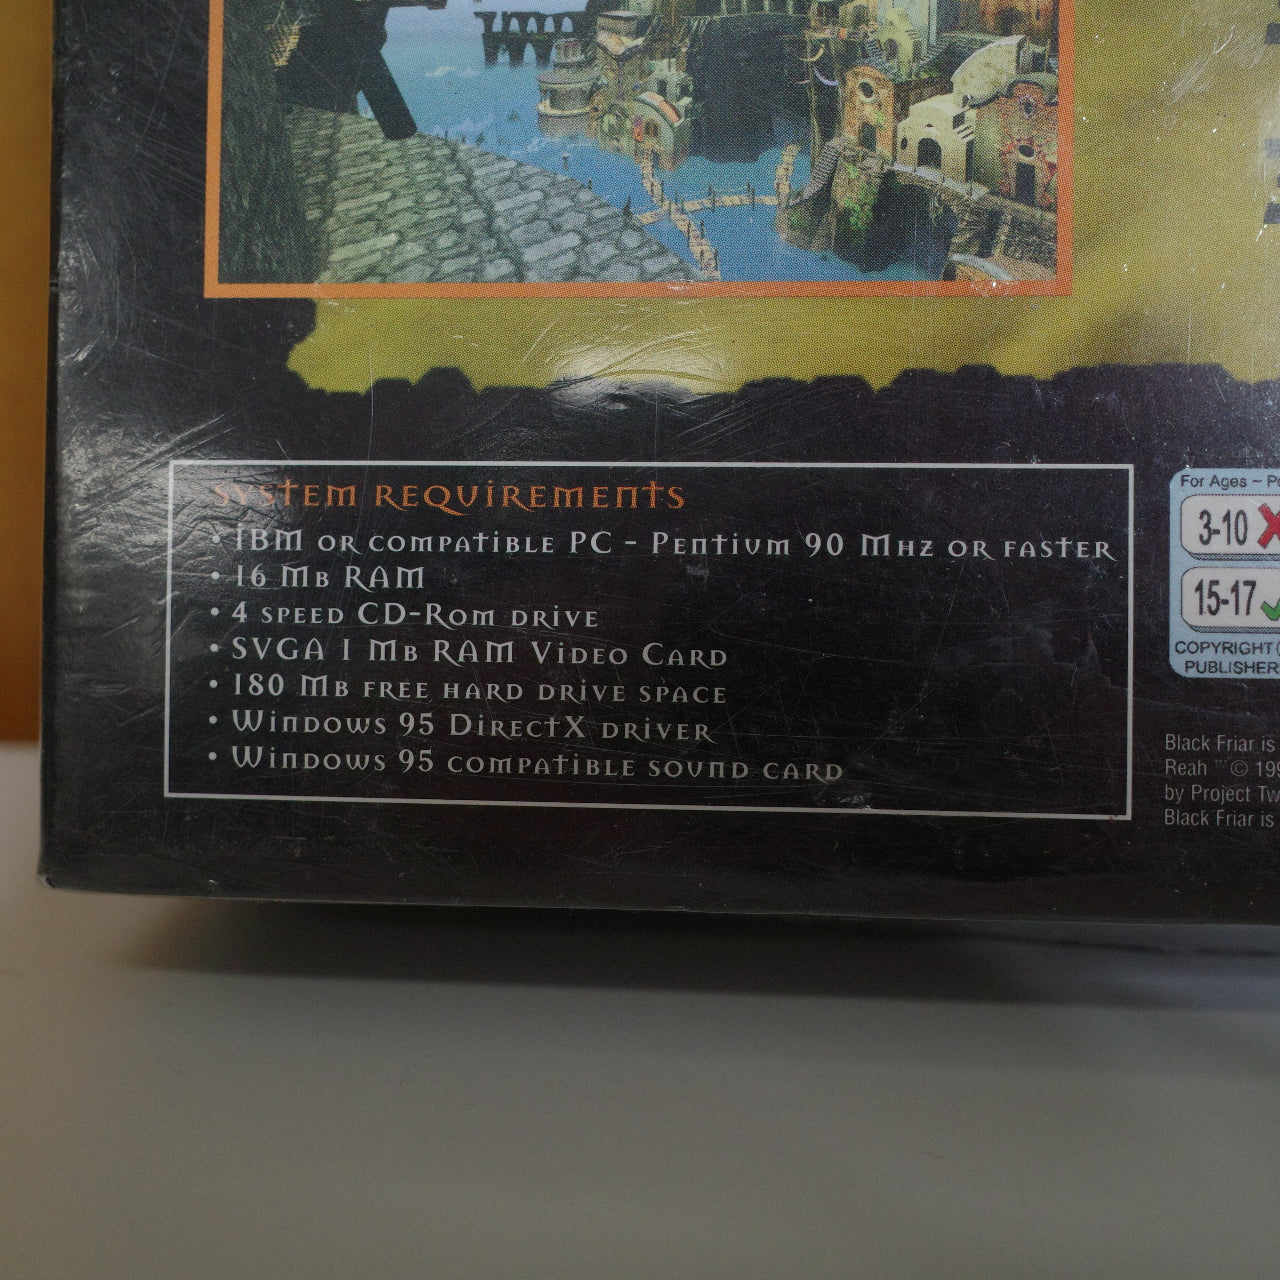 SYSTEM REQUIREMENTS
• IBM OR COMPATIBLE PC - PENTIUM 90 MHZ OR FASTER
• 16 MB RAM
• 4 SPEED CD-ROM DRIVE
• SVGA 1 MB RAM VIDEO CARD
• 180 MB FREE HARD DRIVE SPACE
• WINDOWS 95 DIRECTX DRIVER
• WINDOWS 95 COMPATIBLE SOUND CARD
For Ages ~
3-10
15-17
COPYRIGHT
PUBLISHER
Black Friar is
Reah ™ ©
by Project
Black Friar is